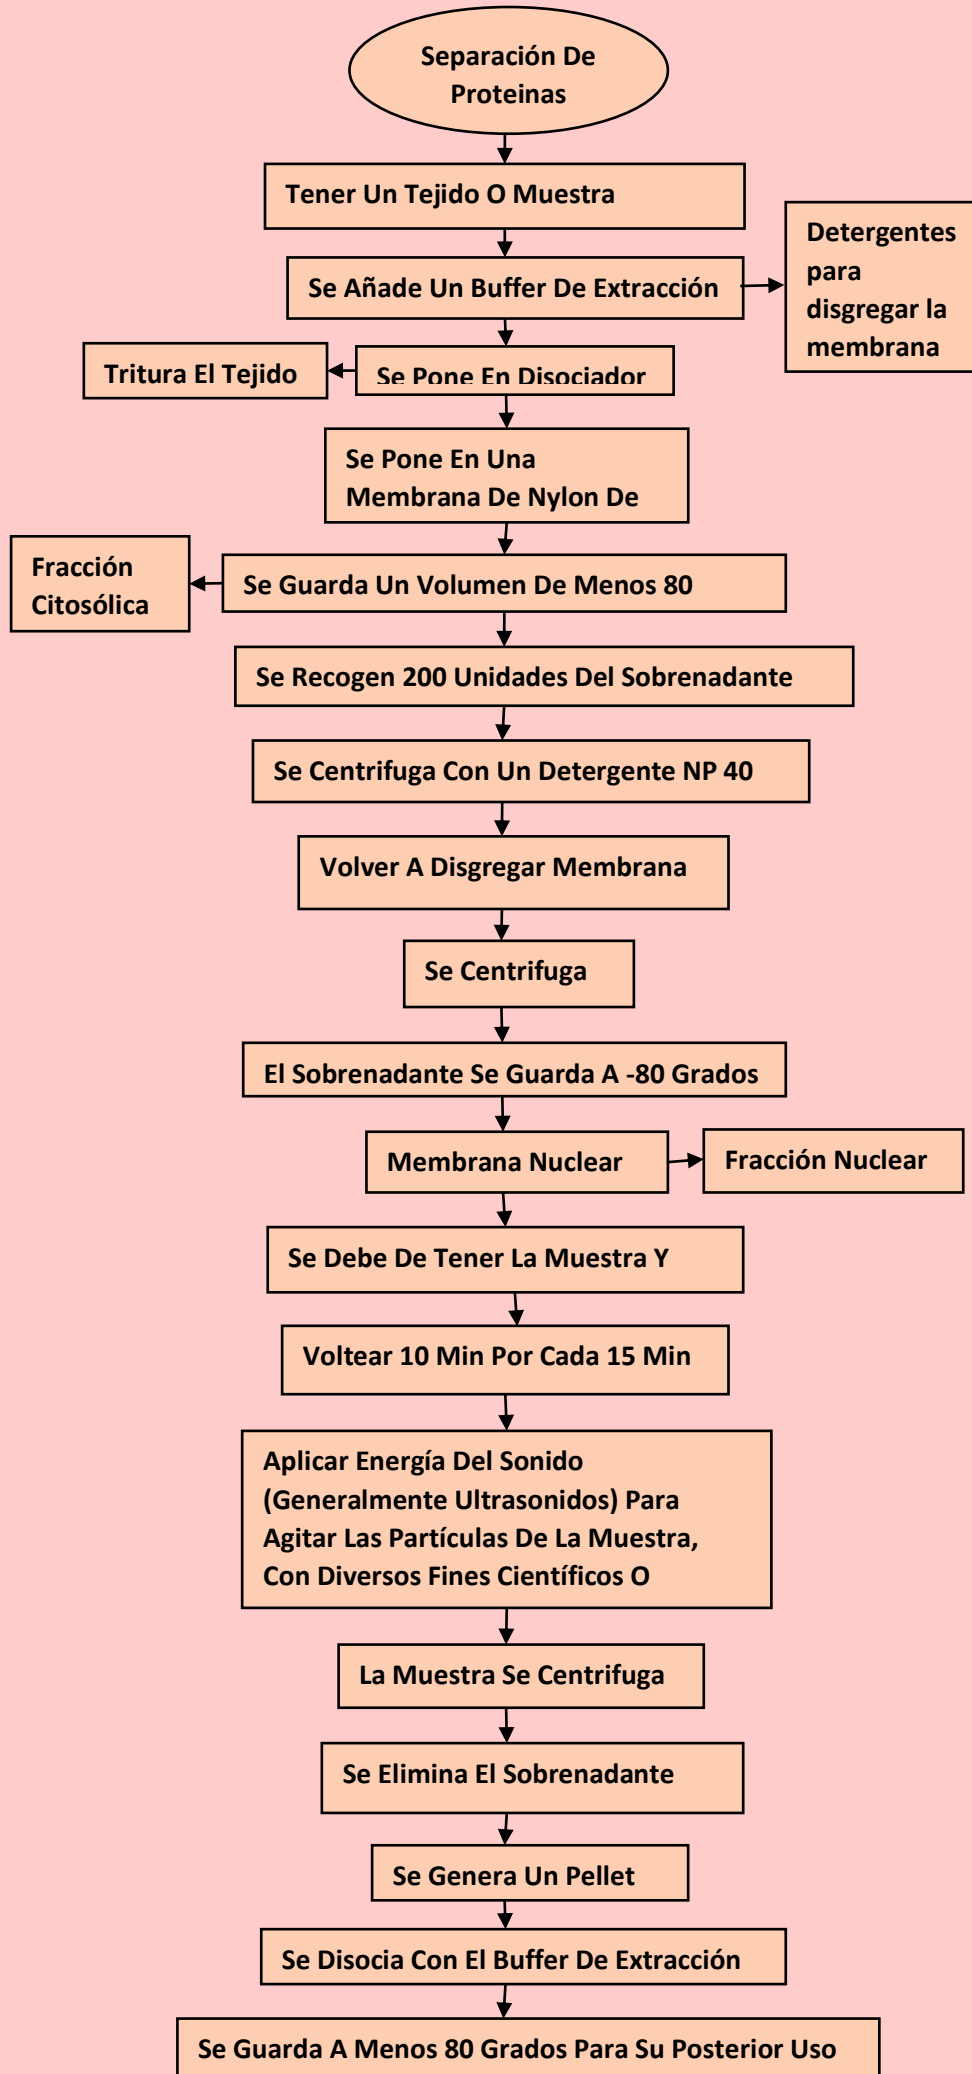 Separación De
Proteinas
Tener Un Tejido O Muestra
Detergentes
para
disgregar la
membrana
Se Añade Un Buffer De Extracción
Tritura El Tejido
Se Pone En Disociador
Se Pone En Una
Membrana De Nylon De
Fracción
Citosólica
Se Guarda Un Volumen De Menos 80
Se Recogen 200 Unidades Del Sobrenadante
Se Centrifuga Con Un Detergente NP 40
Volver A Disgregar Membrana
Se Centrifuga
El Sobrenadante Se Guarda A -80 Grados
Membrana Nuclear
Fracción Nuclear
Se Debe De Tener La Muestra Y
Voltear 10 Min Por Cada 15 Min
Aplicar Energía Del Sonido
(Generalmente Ultrasonidos) Para
Agitar Las Partículas De La Muestra,
Con Diversos Fines Científicos O
La Muestra Se Centrifuga
Se Elimina El Sobrenadante
Se Genera Un Pellet
Se Disocia Con El Buffer De Extracción
Se Guarda A Menos 80 Grados Para Su Posterior Uso